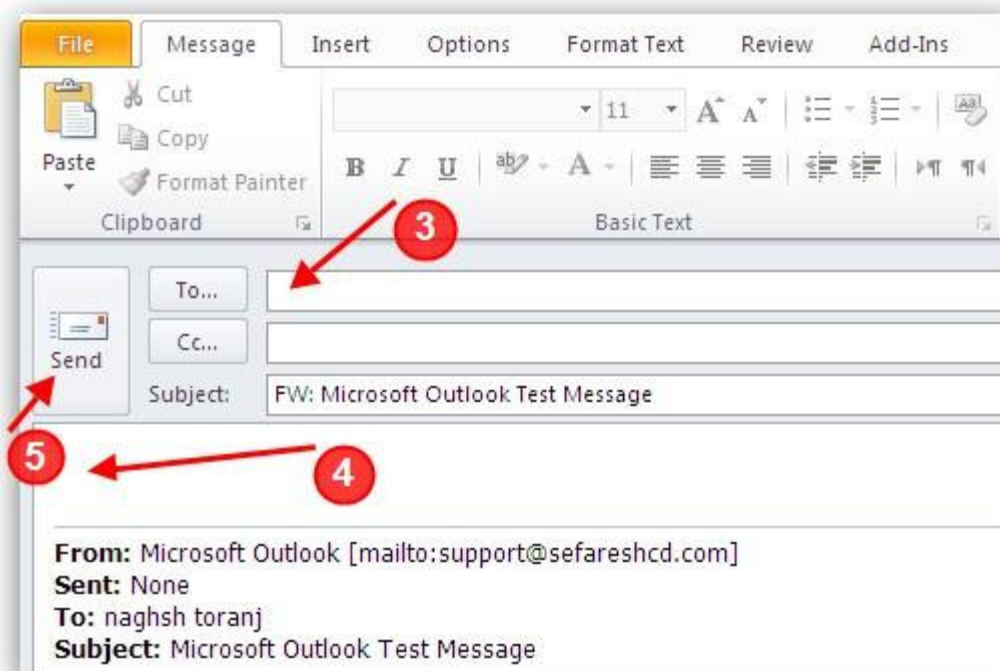 File Message Insert Options Format Text Review Add-Ins
Cut
Copy
Paste
Format Painter
Clipboard
11 A A
B I U ab A
Basic Text
3
To...
Cc...
Send
Subject: FW: Microsoft Outlook Test Message
5
4
From: Microsoft Outlook [mailto:support@sefareshcd.com]
Sent: None
To: naghsh toranj
Subject: Microsoft Outlook Test Message